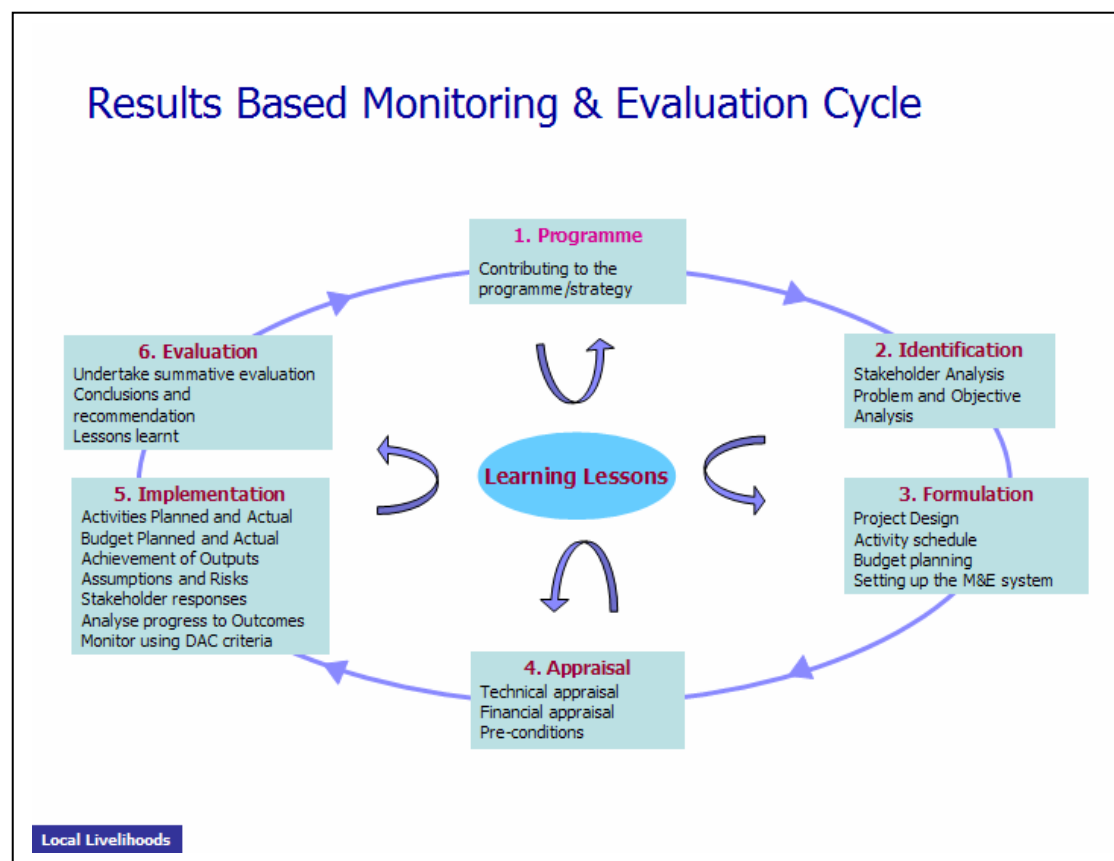 Results Based Monitoring & Evaluation Cycle
1. Programme
Contributing to the
programme/strategy
2. Identification
Stakeholder Analysis
Problem and Objective
Analysis
3. Formulation
Project Design
Activity schedule
Budget planning
Setting up the M&E system
4. Appraisal
Technical appraisal
Financial appraisal
Pre-conditions
5. Implementation
Activities Planned and Actual
Budget Planned and Actual
Achievement of Outputs
Assumptions and Risks
Stakeholder responses
Analyse progress to Outcomes
Monitor using DAC criteria
6. Evaluation
Undertake summative evaluation
Conclusions and
recommendation
Lessons learnt
Learning Lessons
Local Livelihoods